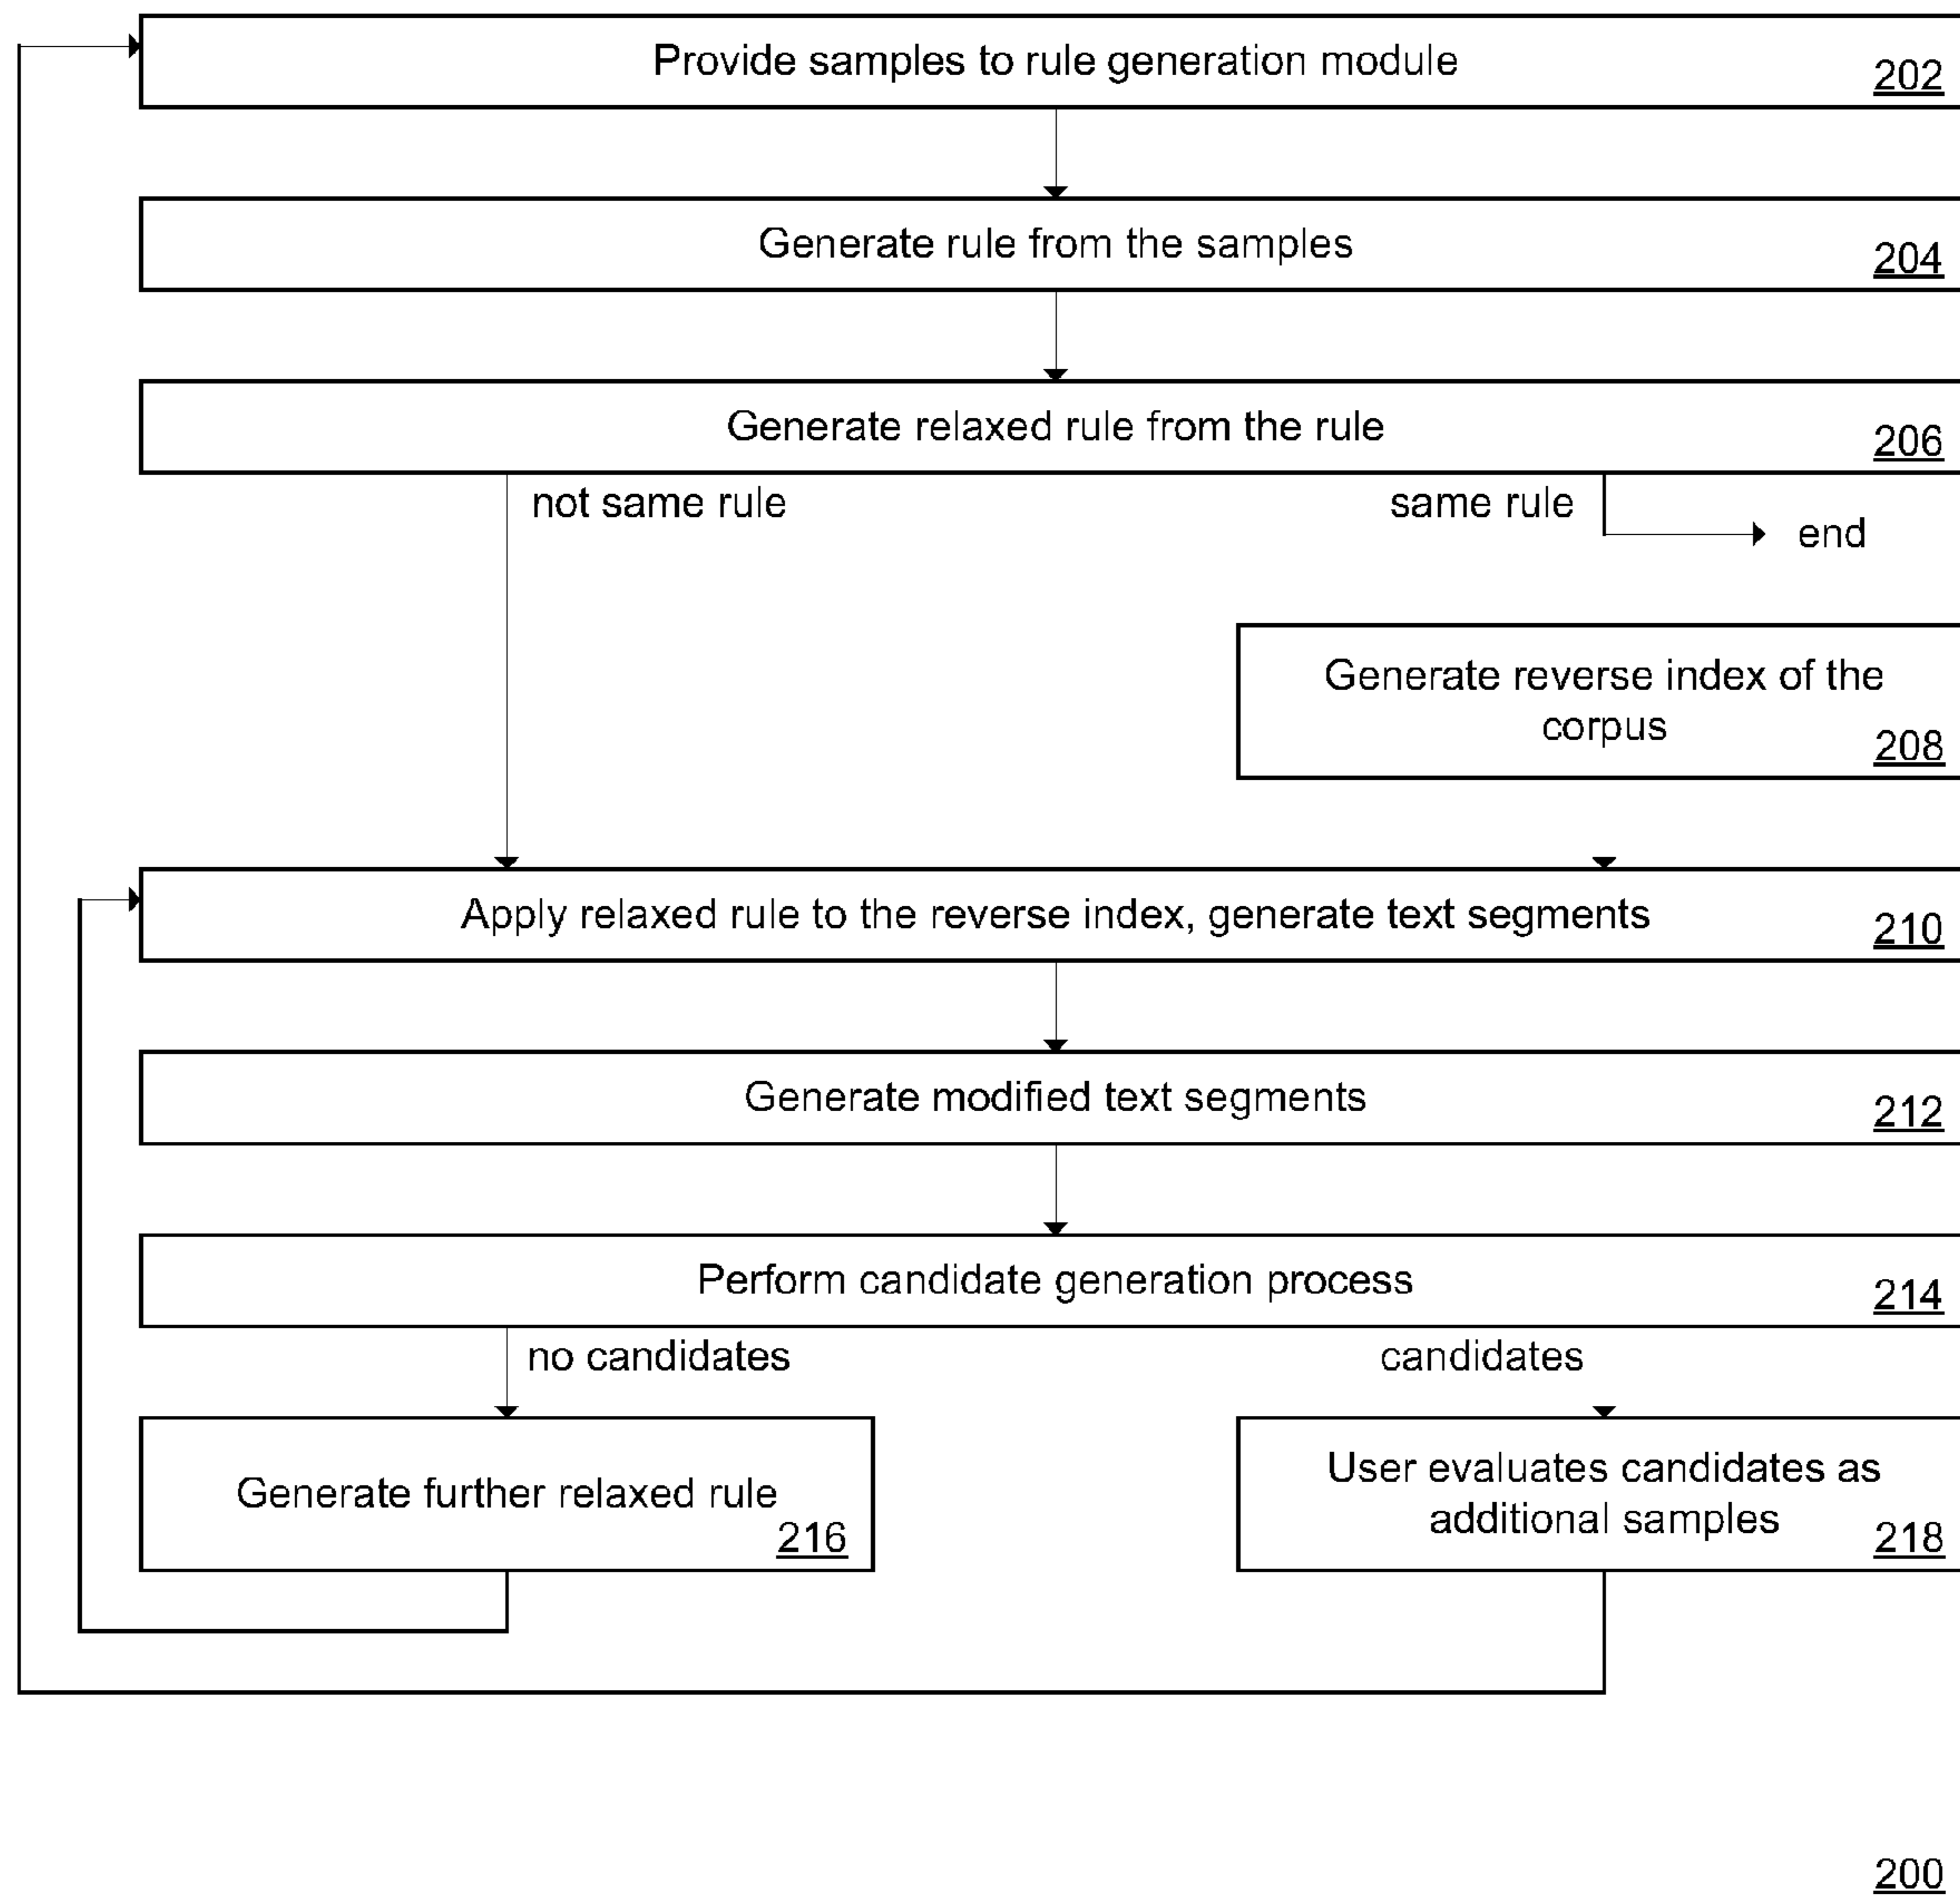 Provide samples to rule generation module
202
Generate rule from the samples
204
Generate relaxed rule from the rule
206
not same rule
same rule
end
Generate reverse index of the
corpus
208
Apply relaxed rule to the reverse index, generate text segments
210
Generate modified text segments
212
Perform candidate generation process
214
no candidates
candidates
Generate further relaxed rule
216
User evaluates candidates as
additional samples
218
200